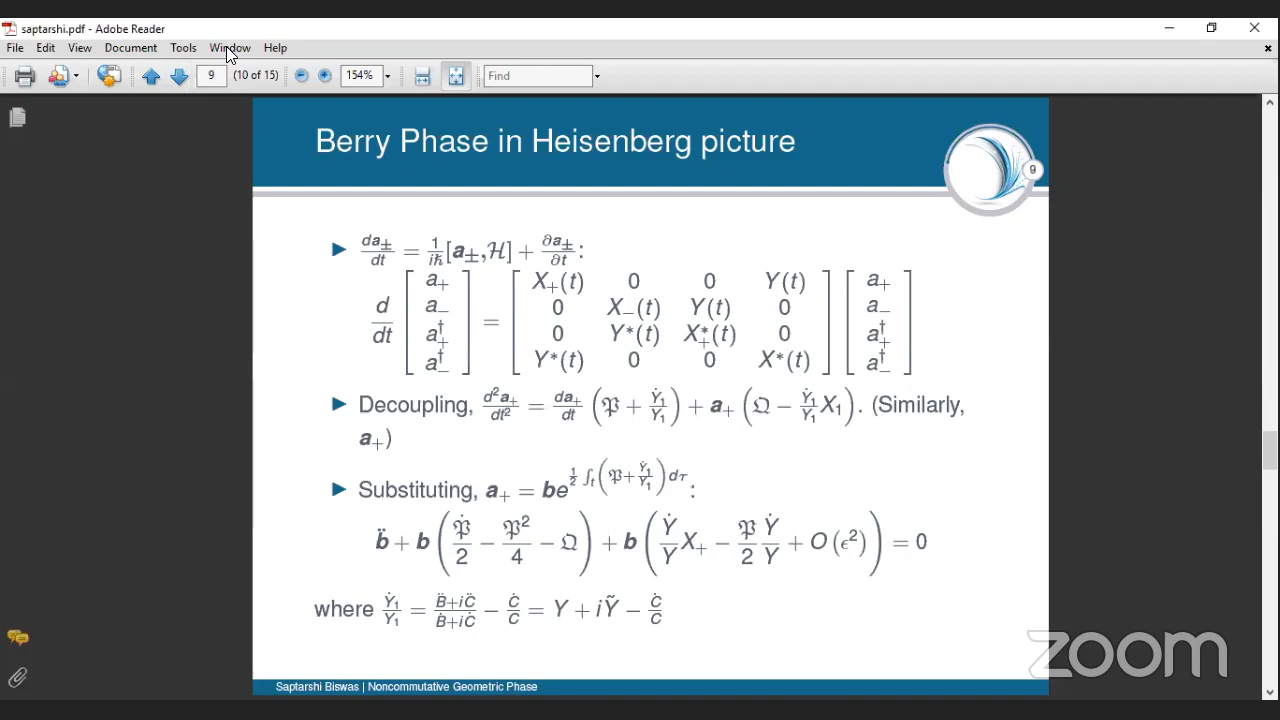 saptarshi.pdf - Adobe Reader
File Edit View Document Tools Window Help
9 (10 of 15) 154% Find
Berry Phase in Heisenberg picture
9
▶ da±/dt = 1/iℏ [a±,ℋ] + ∂a±/∂t:
d/dt [a₊; a₋; a₊†; a₋†] = [X₊(t) 0 0 Y(t); 0 X₋(t) Y(t) 0; 0 Y*(t) X₊*(t) 0; Y*(t) 0 0 X*(t)] [a₊; a₋; a₊†; a₋†]
▶ Decoupling, d²a₊/dt² = da₊/dt (𝔓 + Ẏ₁/Y₁) + a₊ (𝔔 − Ẏ₁/Y₁ X₁). (Similarly,
a₊)
▶ Substituting, a₊ = be^{1/2 ∫ₜ (𝔓 + Ẏ₁/Y₁) dτ}:
b̈ + b (𝔓̇/2 − 𝔓²/4 − 𝔔) + b (Ẏ/Y X₊ − 𝔓/2 Ẏ/Y + O(ϵ²)) = 0
where Ẏ₁/Y₁ = (B̈+iC̈)/(Ḃ+iĊ) − Ċ/C = Y + iỸ − Ċ/C
zoom
Saptarshi Biswas | Noncommutative Geometric Phase